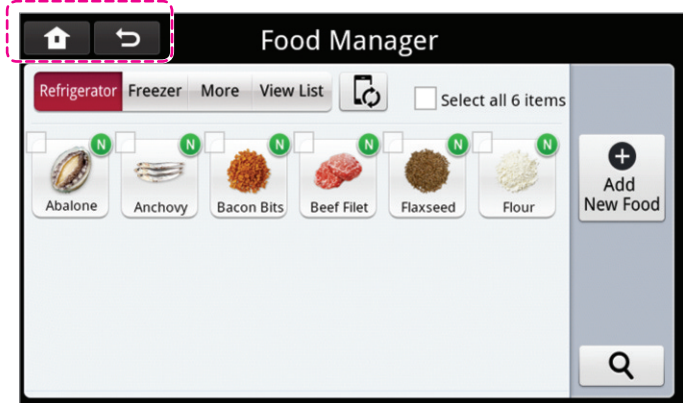 Food Manager
Refrigerator Freezer More View List
Select all 6 items
N N N N N N
Abalone Anchovy Bacon Bits Beef Filet Flaxseed Flour
Add
New Food